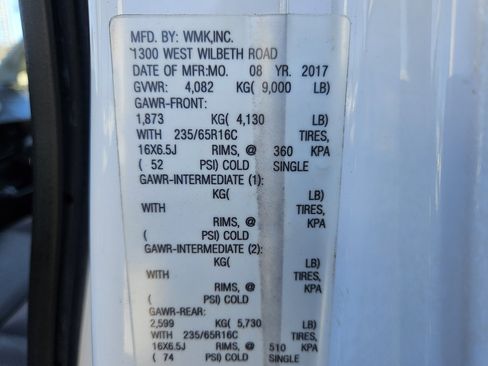 MFD. BY: WMK,INC.
1300 WEST WILBETH ROAD
DATE OF MFR:MO. 08 YR. 2017
GVWR: 4,082 KG( 9,000 LB)
GAWR-FRONT:
1,873 KG( 4,130 LB)
WITH 235/65R16C TIRES,
16X6.5J RIMS, @ 360 KPA
( 52 PSI) COLD SINGLE
GAWR-INTERMEDIATE (1):
KG( LB)
WITH TIRES,
RIMS, @ KPA
( PSI) COLD
GAWR-INTERMEDIATE (2):
KG( LB)
WITH TIRES,
RIMS, @ KPA
( PSI) COLD
GAWR-REAR:
2,599 KG( 5,730 LB)
WITH 235/65R16C TIRES,
16X6.5J RIMS, @ 510 KPA
( 74 PSI) COLD SINGLE